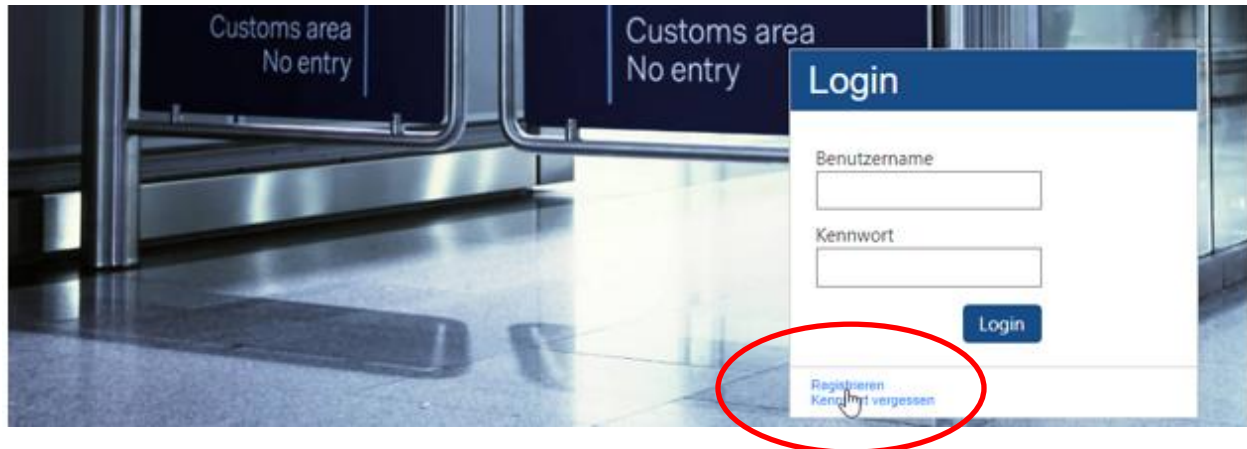 Customs area
No entry
Customs area
No entry
Login
Benutzername
Kennwort
Login
Registrieren
Kennwort vergessen